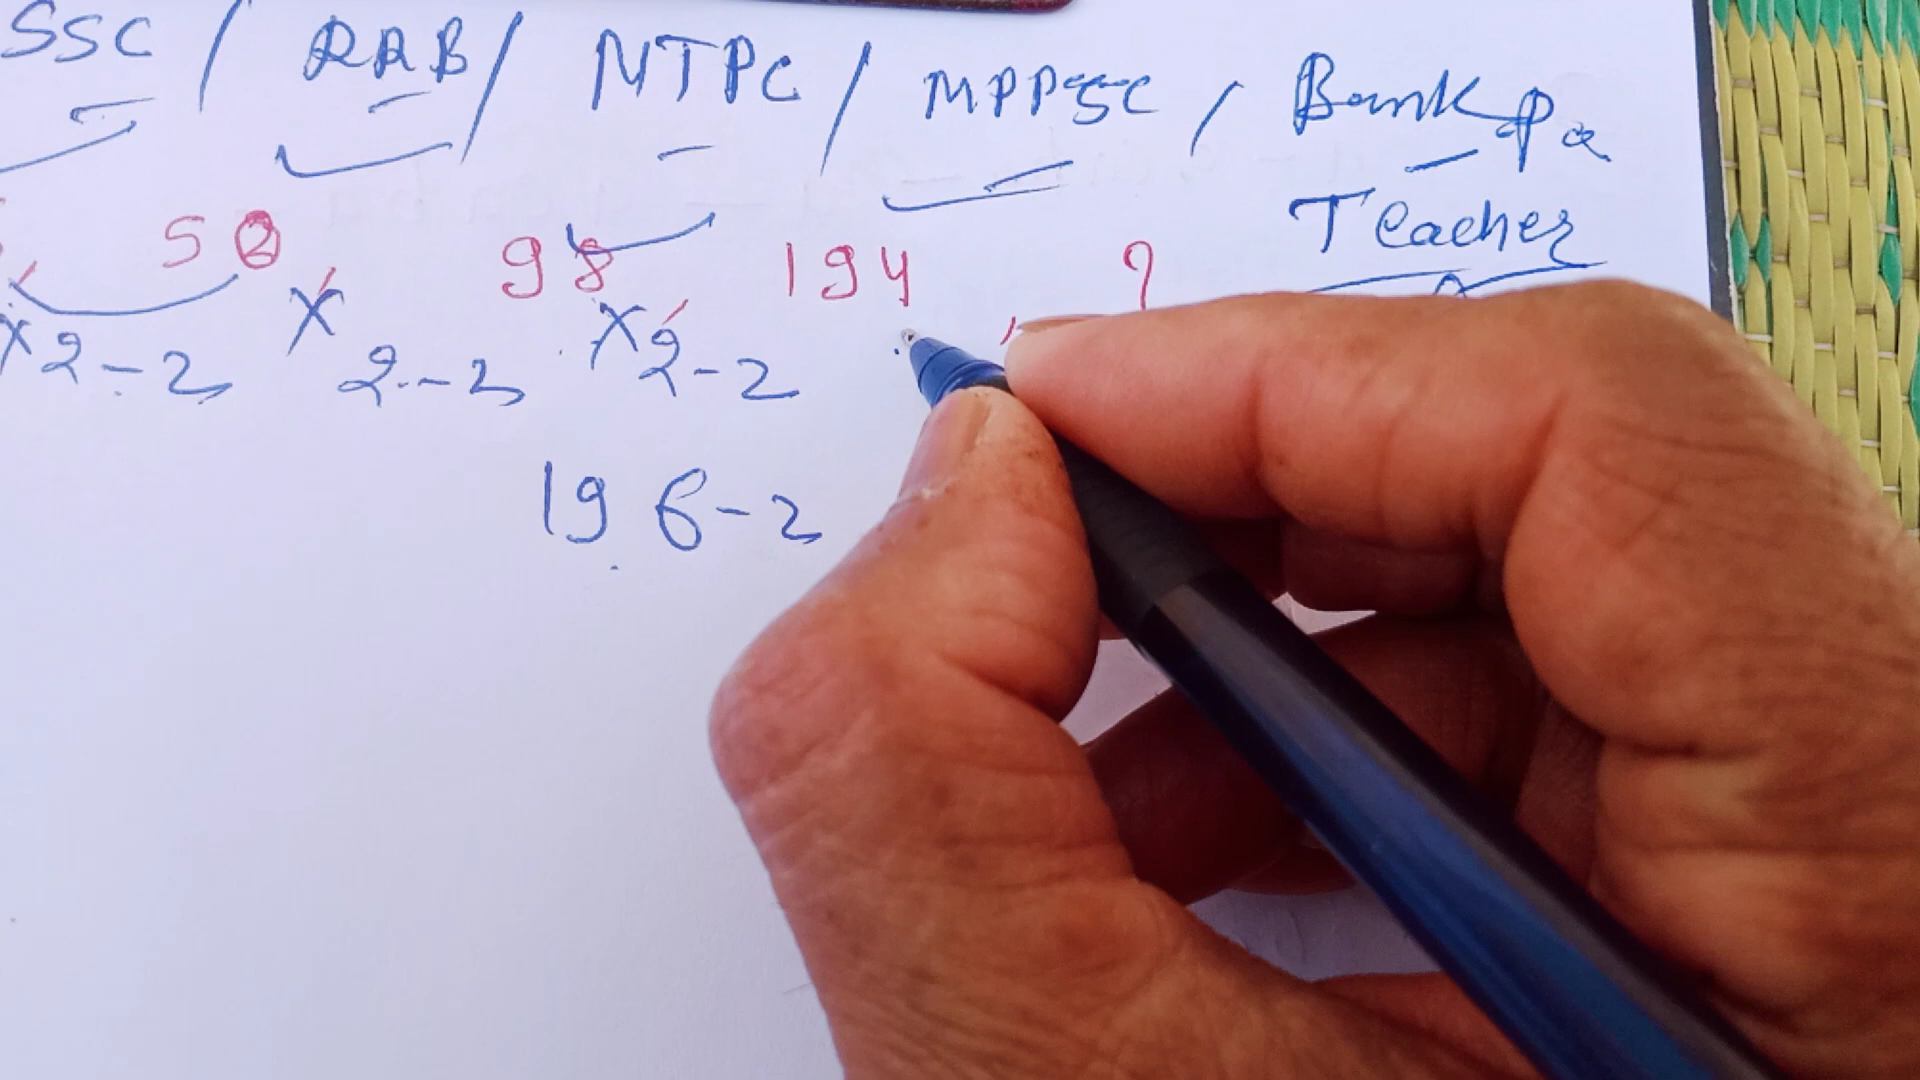 SSC / RRB / NTPC / MPPSC / Bank Po
Teacher
50 98 194 ?
×2-2 ×2-2 ×2-2
196-2